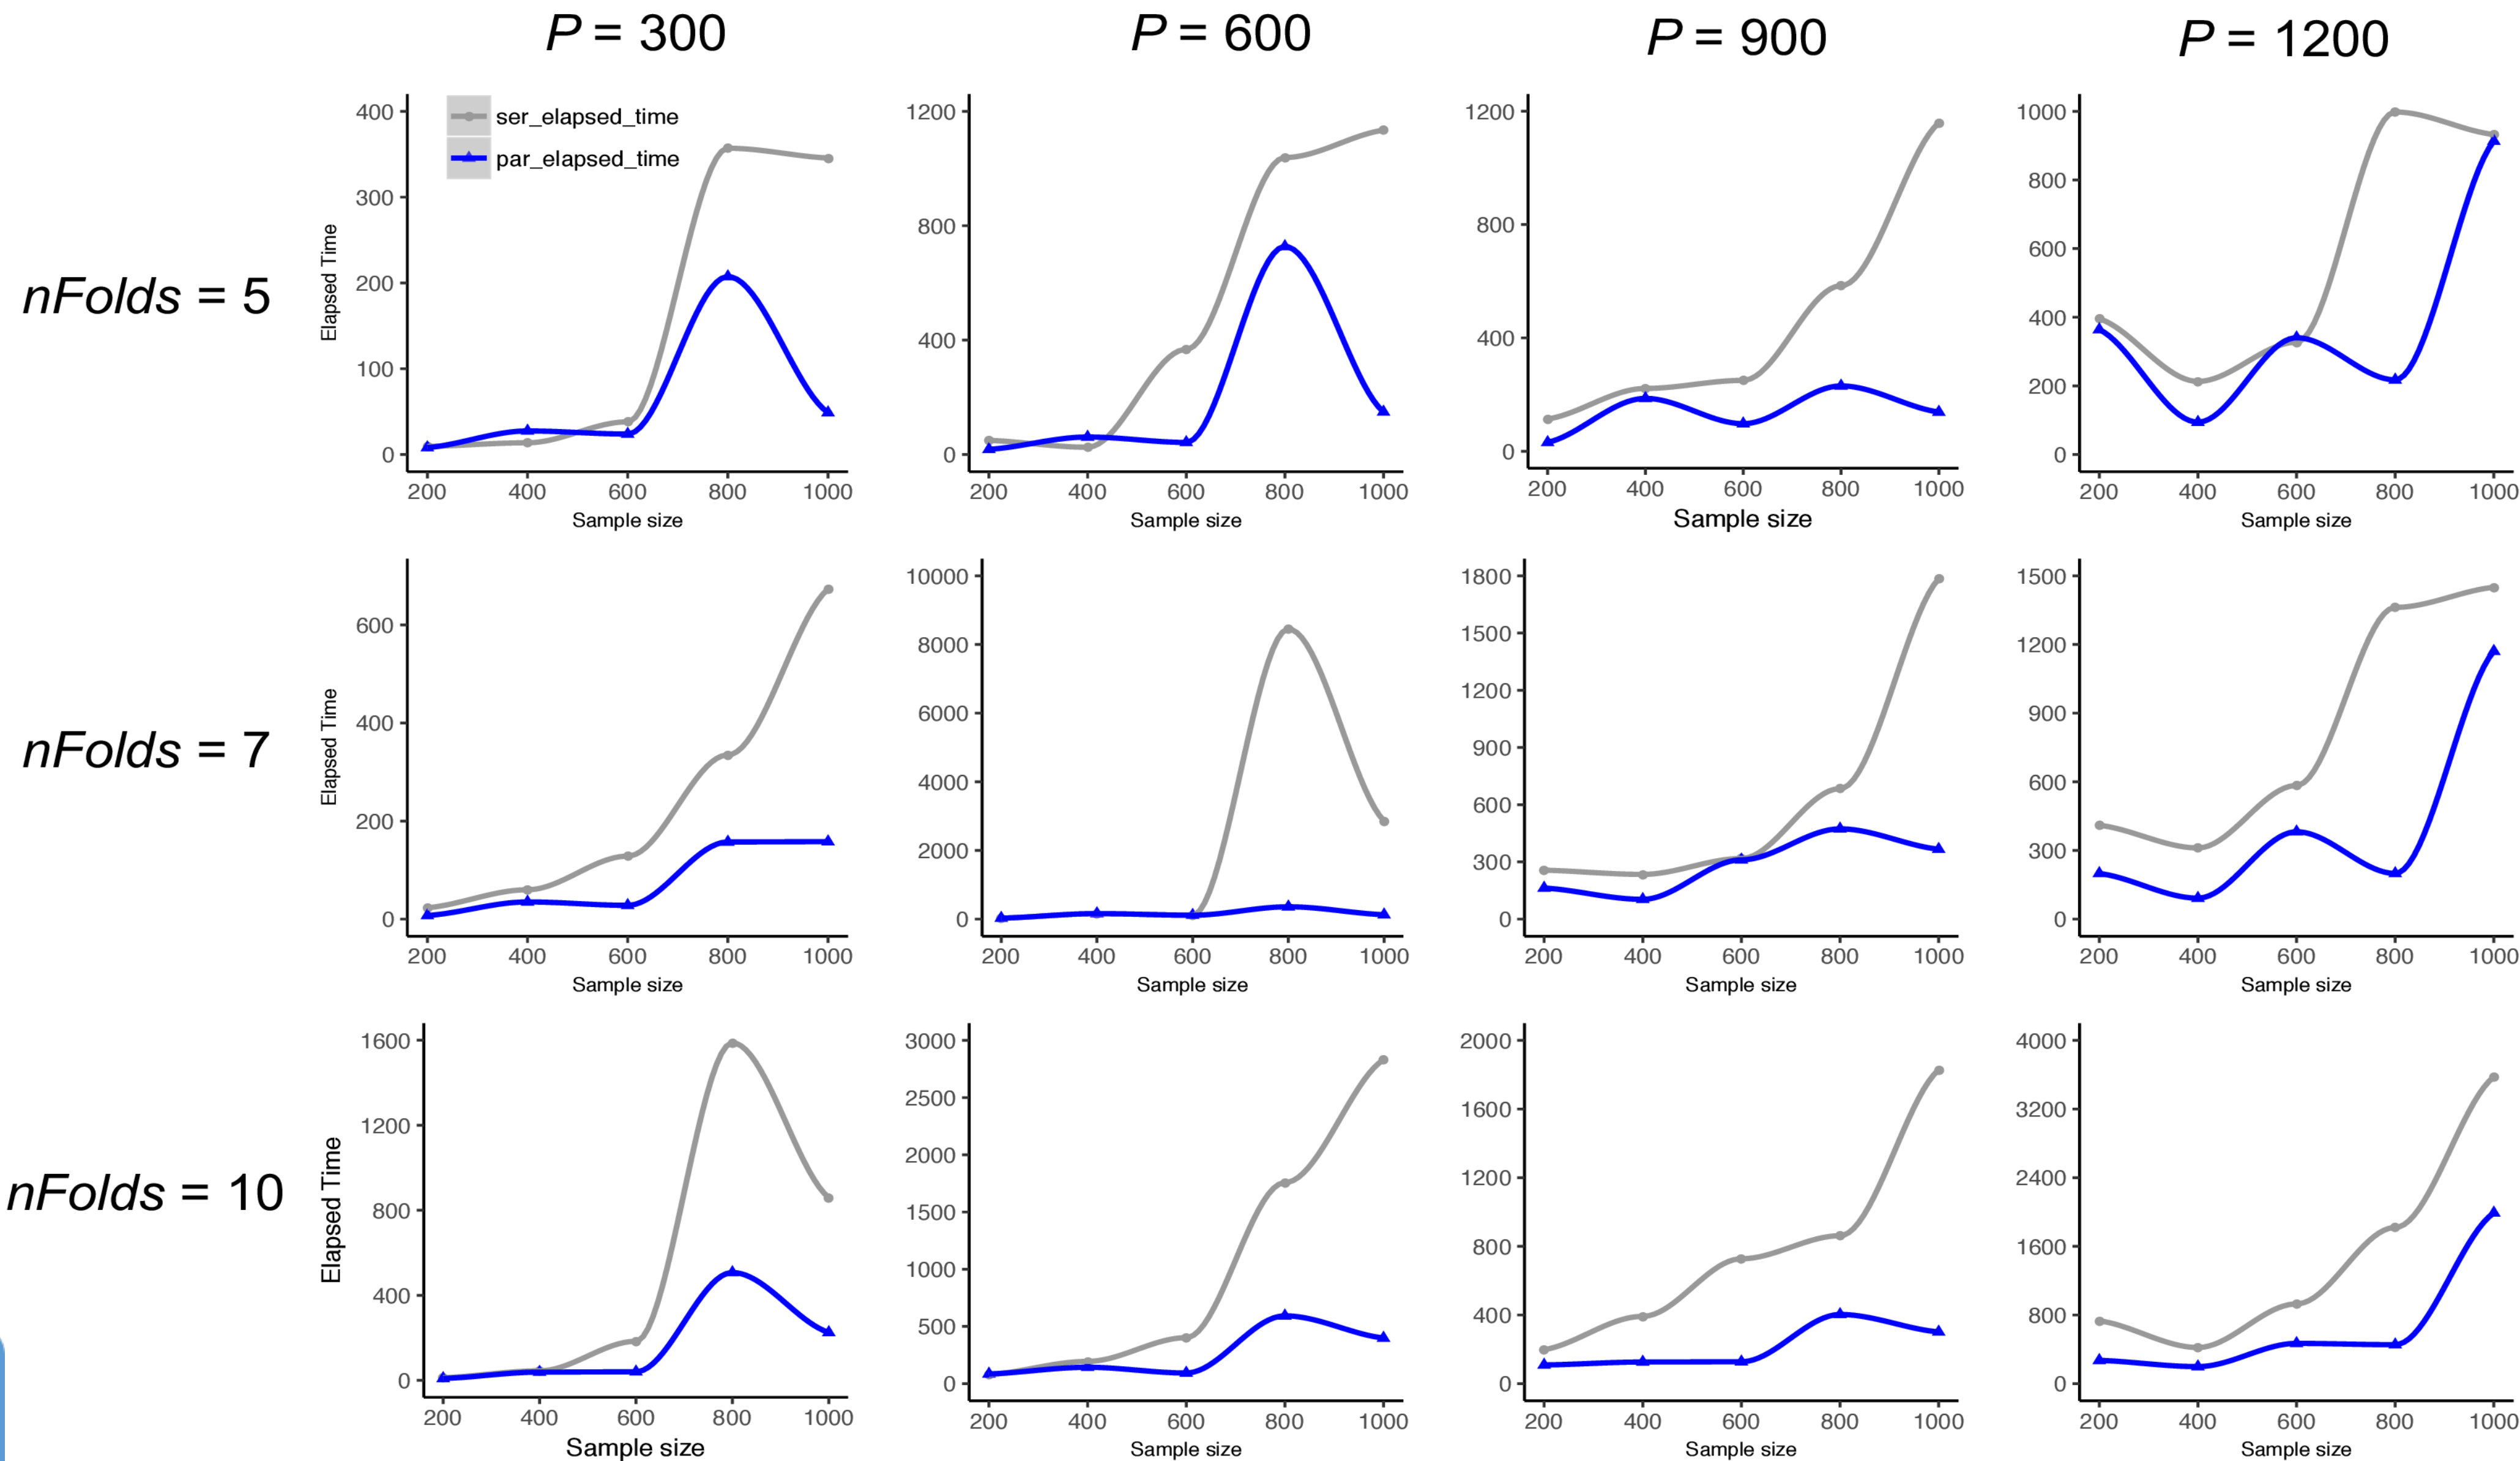 P = 300
P = 600
P = 900
P = 1200
nFolds = 5
Elapsed Time
400
300
200
100
0
ser_elapsed_time
par_elapsed_time
200 400 600 800 1000
Sample size
1200
800
400
0
200 400 600 800 1000
Sample size
1200
800
400
0
200 400 600 800 1000
Sample size
1000
800
600
400
200
0
200 400 600 800 1000
Sample size
nFolds = 7
Elapsed Time
600
400
200
0
200 400 600 800 1000
Sample size
10000
8000
6000
4000
2000
0
200 400 600 800 1000
Sample size
1800
1500
1200
900
600
300
0
200 400 600 800 1000
Sample size
1500
1200
900
600
300
0
200 400 600 800 1000
Sample size
nFolds = 10
Elapsed Time
1600
1200
800
400
0
200 400 600 800 1000
Sample size
3000
2500
2000
1500
1000
500
0
200 400 600 800 1000
Sample size
2000
1600
1200
800
400
0
200 400 600 800 1000
Sample size
4000
3200
2400
1600
800
0
200 400 600 800 1000
Sample size